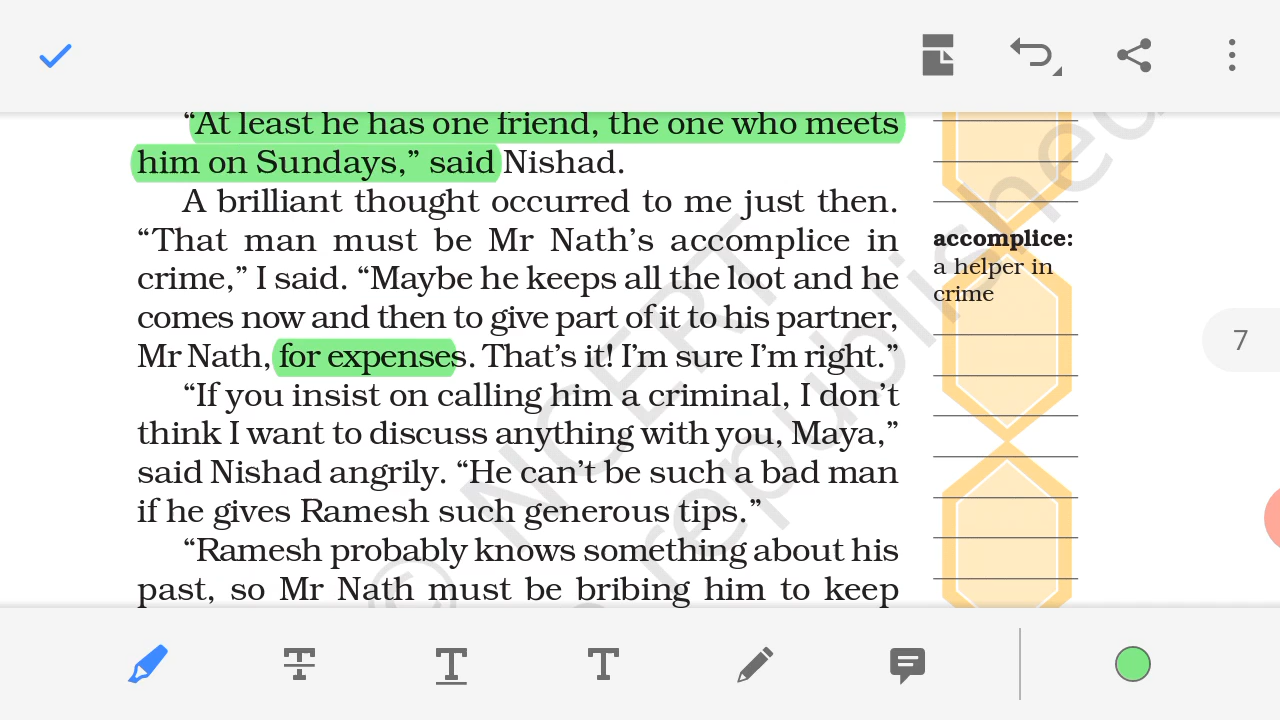 “At least he has one friend, the one who meets
him on Sundays,” said Nishad.
A brilliant thought occurred to me just then.
“That man must be Mr Nath’s accomplice in
crime,” I said. “Maybe he keeps all the loot and he
comes now and then to give part of it to his partner,
Mr Nath, for expenses. That’s it! I’m sure I’m right.”
“If you insist on calling him a criminal, I don’t
think I want to discuss anything with you, Maya,”
said Nishad angrily. “He can’t be such a bad man
if he gives Ramesh such generous tips.”
“Ramesh probably knows something about his
past, so Mr Nath must be bribing him to keep
accomplice:
a helper in
crime
7
© NCERT
republished
T
T
T